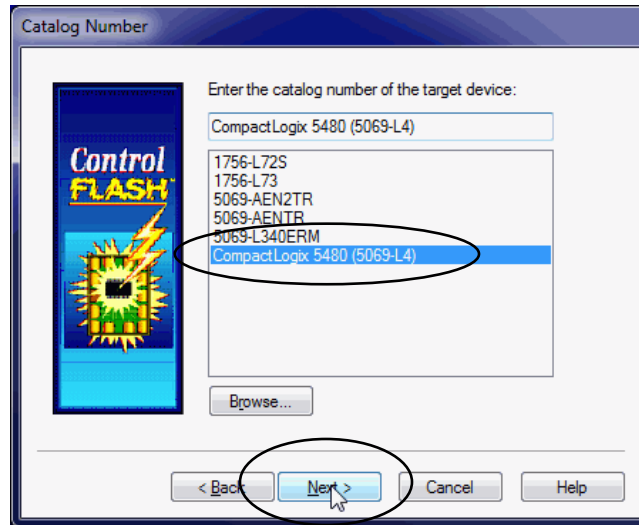 Catalog Number
Enter the catalog number of the target device:
CompactLogix 5480 (5069-L4)
Control
FLASH™
1756-L72S
1756-L73
5069-AEN2TR
5069-AENTR
5069-L340ERM
CompactLogix 5480 (5069-L4)
Browse...
< Back
Next >
Cancel
Help